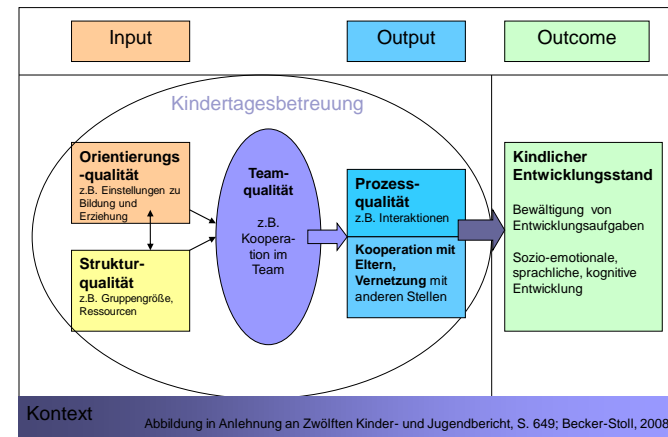 Input
Output
Outcome
Kindertagesbetreuung
Orientierungs
-qualität
z.B. Einstellungen zu
Bildung und
Erziehung
Struktur-
qualität
z.B. Gruppengröße,
Ressourcen
Team-
qualität
z.B.
Koopera-
tion im
Team
Prozess-
qualität
z.B. Interaktionen
Kooperation mit
Eltern,
Vernetzung mit
anderen Stellen
Kindlicher
Entwicklungsstand
Bewältigung von
Entwicklungsaufgaben
Sozio-emotionale,
sprachliche, kognitive
Entwicklung
Kontext
Abbildung in Anlehnung an Zwölften Kinder- und Jugendbericht, S. 649; Becker-Stoll, 2008